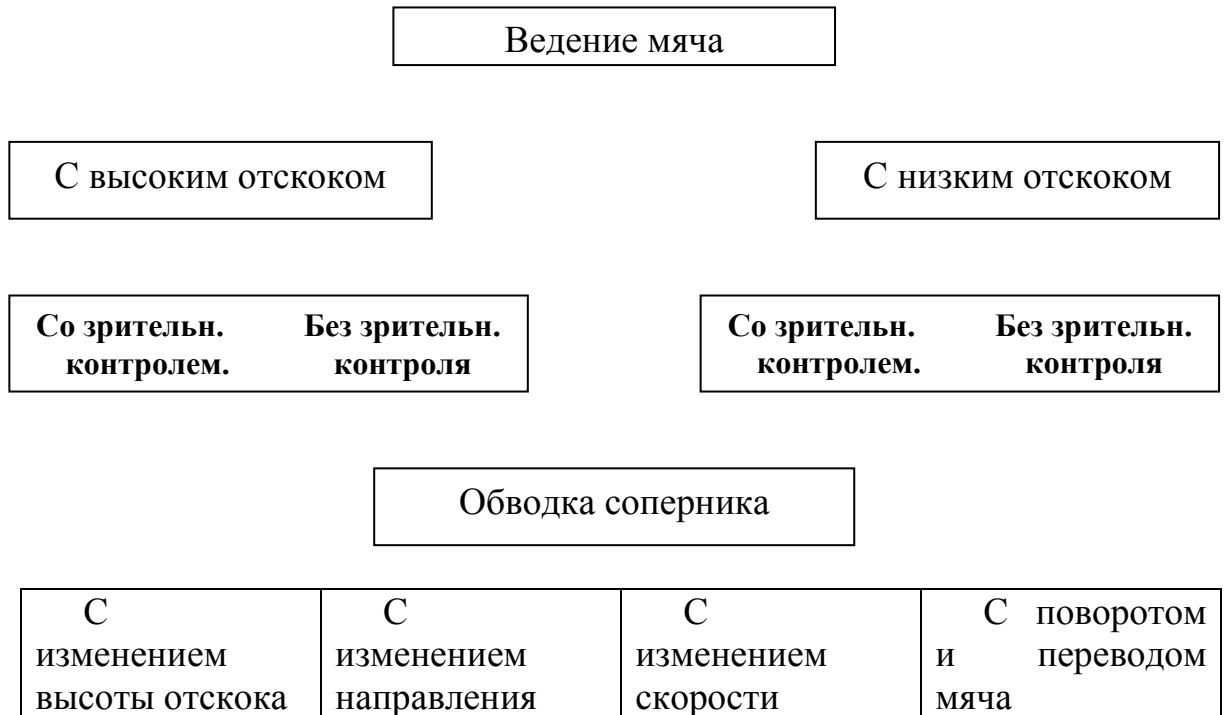 Ведение мяча
С высоким отскоком
С низким отскоком
Со зрительн. Без зрительн.
контролем. контроля
Со зрительн. Без зрительн.
контролем. контроля
Обводка соперника
С
изменением
высоты отскока
С
изменением
направления
С
изменением
скорости
С поворотом
и переводом
мяча